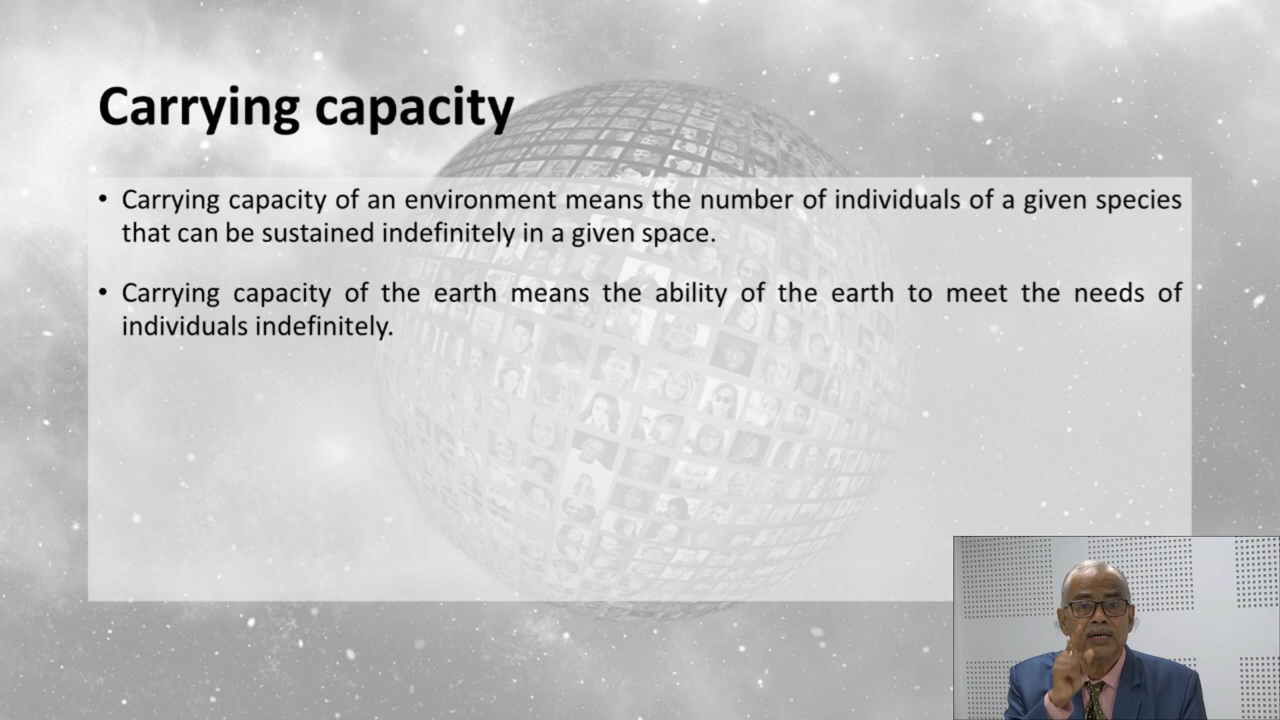 Carrying capacity
• Carrying capacity of an environment means the number of individuals of a given species
that can be sustained indefinitely in a given space.
• Carrying capacity of the earth means the ability of the earth to meet the needs of
individuals indefinitely.